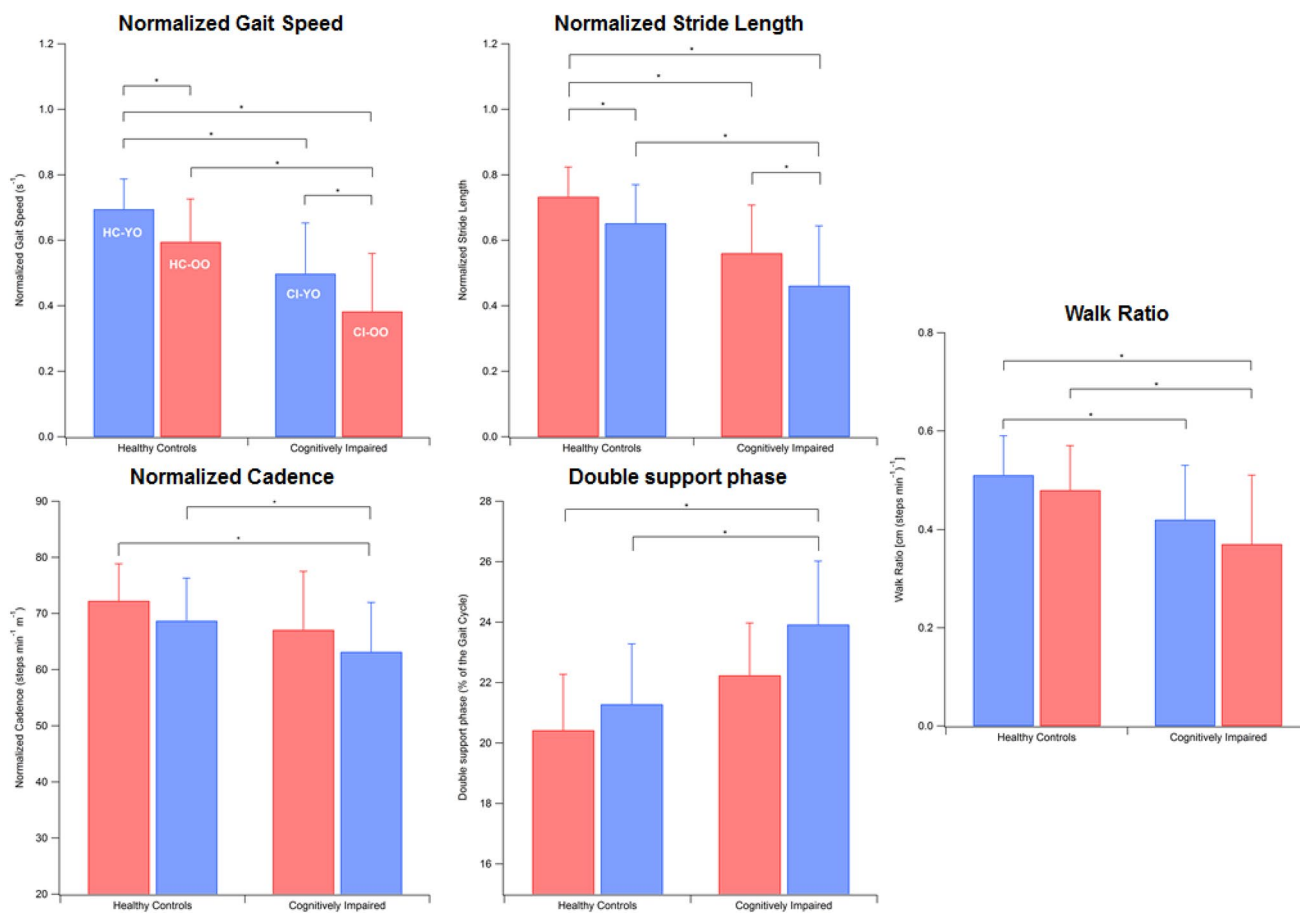 Normalized Gait Speed
1.2
1.0
0.8
0.6
0.4
0.2
0.0
Normalized Gait Speed (s⁻¹)
*
*
*
*
*
HC-YO
HC-OO
CI-YO
CI-OO
Healthy Controls
Cognitively Impaired
Normalized Stride Length
1.2
1.0
0.8
0.6
0.4
0.2
0.0
Normalized Stride Length
*
*
*
*
*
Healthy Controls
Cognitively Impaired
Walk Ratio
0.8
0.6
0.4
0.2
0.0
Walk Ratio [cm (steps min⁻¹)⁻¹]
*
*
*
Healthy Controls
Cognitively Impaired
Normalized Cadence
90
80
70
60
50
40
30
20
Normalized Cadence (steps min⁻¹ m⁻¹)
*
*
Healthy Controls
Cognitively Impaired
Double support phase
28
26
24
22
20
18
16
Double support phase (% of the Gait Cycle)
*
*
Healthy Controls
Cognitively Impaired